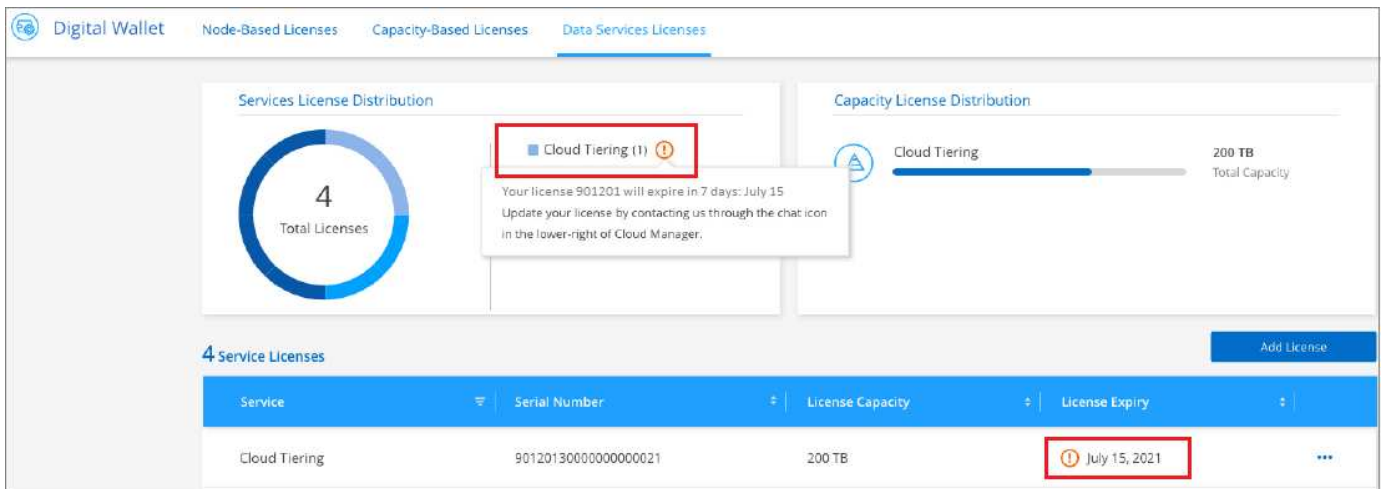 Digital Wallet
Node-Based Licenses
Capacity-Based Licenses
Data Services Licenses
Services License Distribution
4
Total Licenses
Cloud Tiering (1)
Your license 901201 will expire in 7 days: July 15
Update your license by contacting us through the chat icon
in the lower-right of Cloud Manager.
Capacity License Distribution
Cloud Tiering
200 TB
Total Capacity
4 Service Licenses
Add License
Service
Serial Number
License Capacity
License Expiry
Cloud Tiering
90120130000000000021
200 TB
July 15, 2021